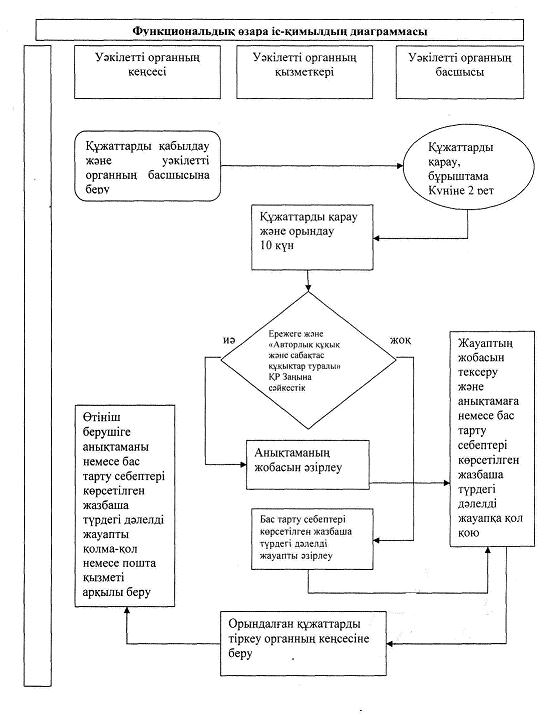 Функциональдық өзара іс-қимылдың диаграммасы
Уәкілетті органның
кеңсесі
Уәкілетті органның
қызметкері
Уәкілетті органның
басшысы
Құжаттарды қабылдау
және уәкілетті
органның басшысына
беру
Құжаттарды
қарау,
бұрыштама
Күніне 2 рет
Құжаттарды қарау
және орындау
10 күн
иә
Ережеге және
«Авторлық құқық
және сабақтас
құқықтар туралы»
ҚР Заңына
сәйкестік
жоқ
Жауаптың
жобасын
тексеру
және
анықтамаға
немесе бас
тарту
себептері
көрсетілген
жазбаша
түрдегі
дәлелді
жауапқа қол
қою
Өтініш
берушіге
анықтаманы
немесе бас
тарту себептері
көрсетілген
жазбаша
түрдегі дәлелді
жауапты
қолма-қол
немесе пошта
қызметі
арқылы беру
Анықтаманың
жобасын әзірлеу
Бас тарту себептері
көрсетілген жазбаша
түрдегі дәлелді
жауапты әзірлеу
Орындалған құжаттарды
тіркеу органның кеңсесіне
беру